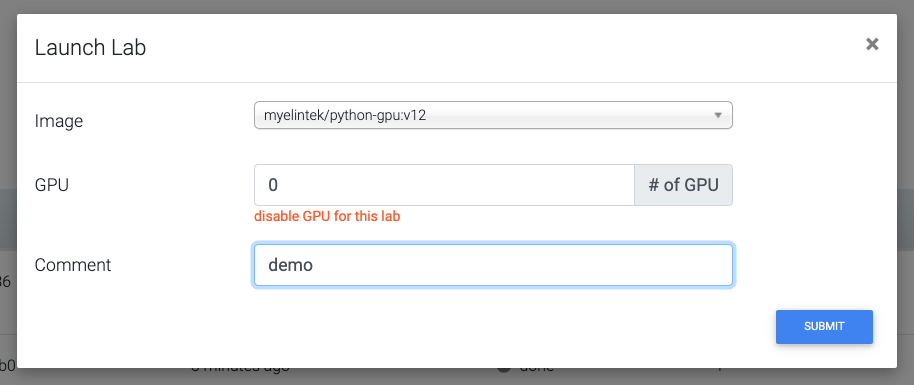 Launch Lab ×
Image myelintek/python-gpu:v12
GPU 0 # of GPU
disable GPU for this lab
Comment demo
SUBMIT